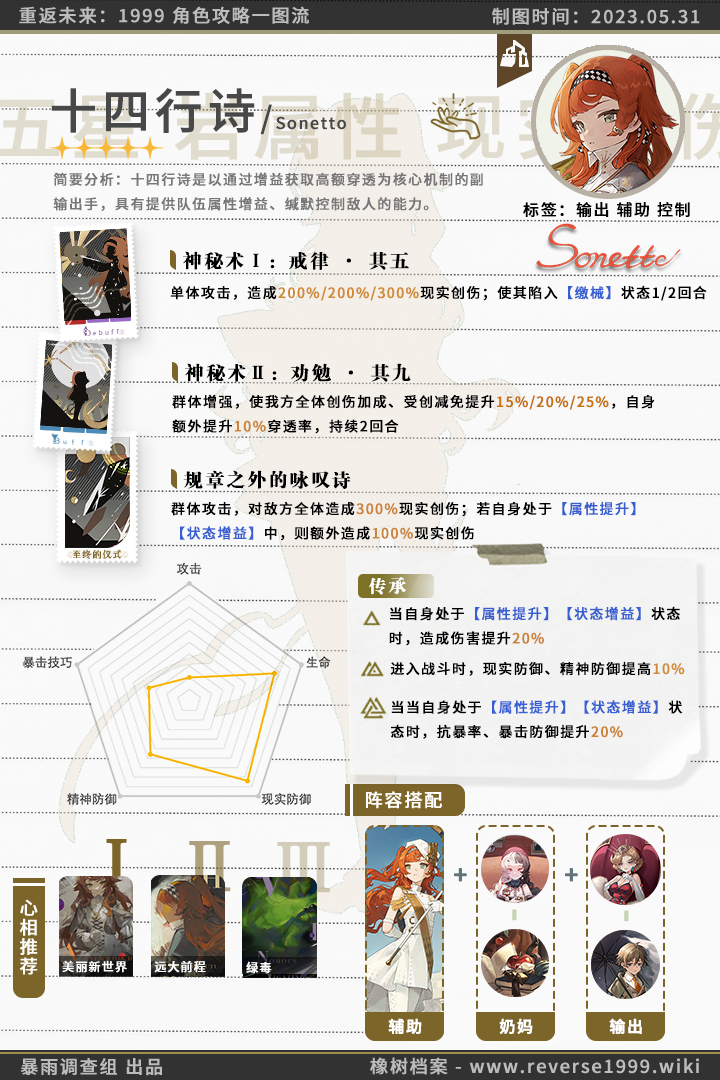 重返未来：1999 角色攻略一图流
制图时间：2023.05.31
五星 岩属性 现实 伤
十四行诗/Sonetto
简要分析：十四行诗是以通过增益获取高额穿透为核心机制的副
输出手，具有提供队伍属性增益、缄默控制敌人的能力。
标签：输出 辅助 控制
Sonetto
神秘术Ⅰ：戒律 · 其五
单体攻击，造成200%/200%/300%现实创伤；使其陷入【缴械】状态1/2回合
Debuff
神秘术Ⅱ：劝勉 · 其九
群体增强，使我方全体创伤加成、受创减免提升15%/20%/25%，自身
额外提升10%穿透率，持续2回合
Buff
规章之外的咏叹诗
群体攻击，对敌方全体造成300%现实创伤；若自身处于【属性提升】
【状态增益】中，则额外造成100%现实创伤
至终的仪式
攻击
生命
现实防御
精神防御
暴击技巧
传承
当自身处于【属性提升】【状态增益】状态
时，造成伤害提升20%
进入战斗时，现实防御、精神防御提高10%
当当自身处于【属性提升】【状态增益】状
态时，抗暴率、暴击防御提升20%
阵容搭配
Ⅰ Ⅱ Ⅲ
心相推荐
美丽新世界
远大前程
绿毒
+
+
辅助
奶妈
输出
暴雨调查组 出品
橡树档案 - www.reverse1999.wiki